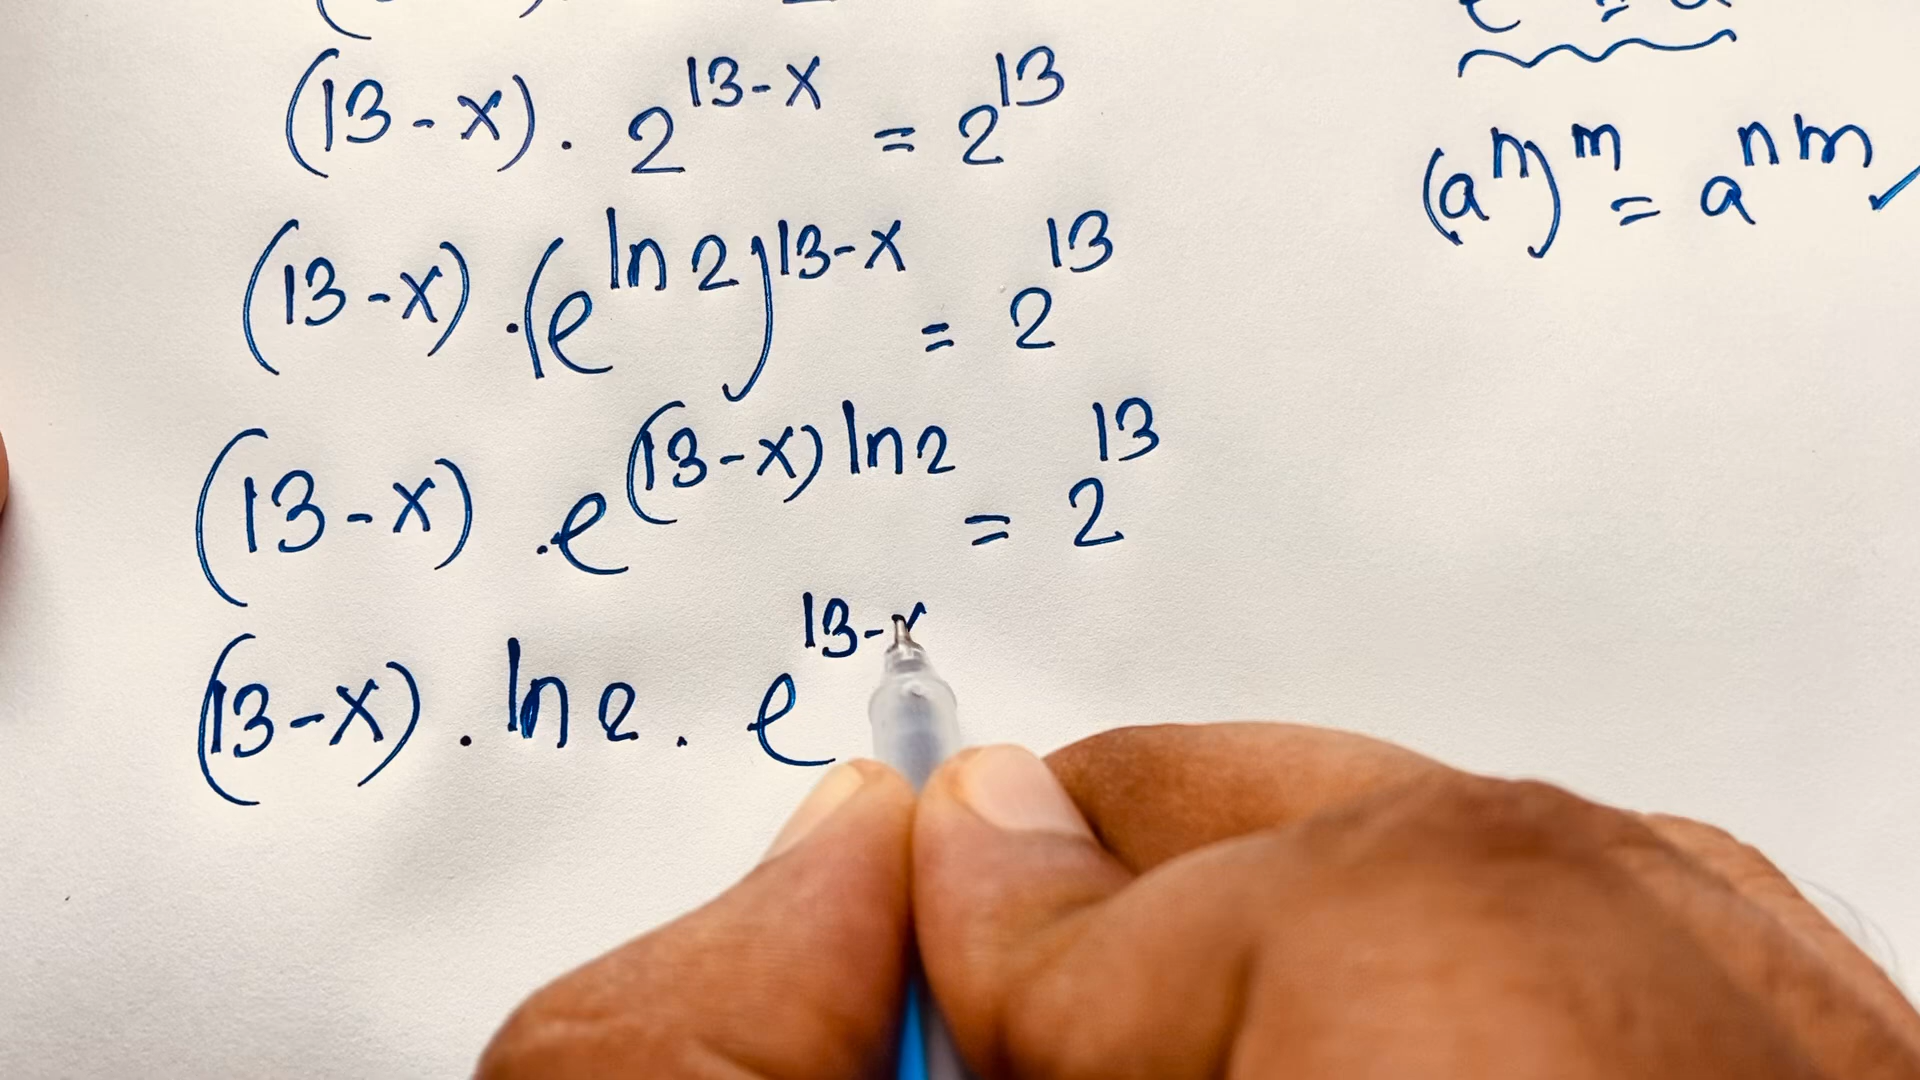 (13-x). 2^13-x = 2^13
(13-x).(e^ln 2)^13-x = 2^13
(13-x) .e^(13-x) ln2 = 2^13
(13-x). ln 2. e^13-x
(a^n)^m = a^nm ✓